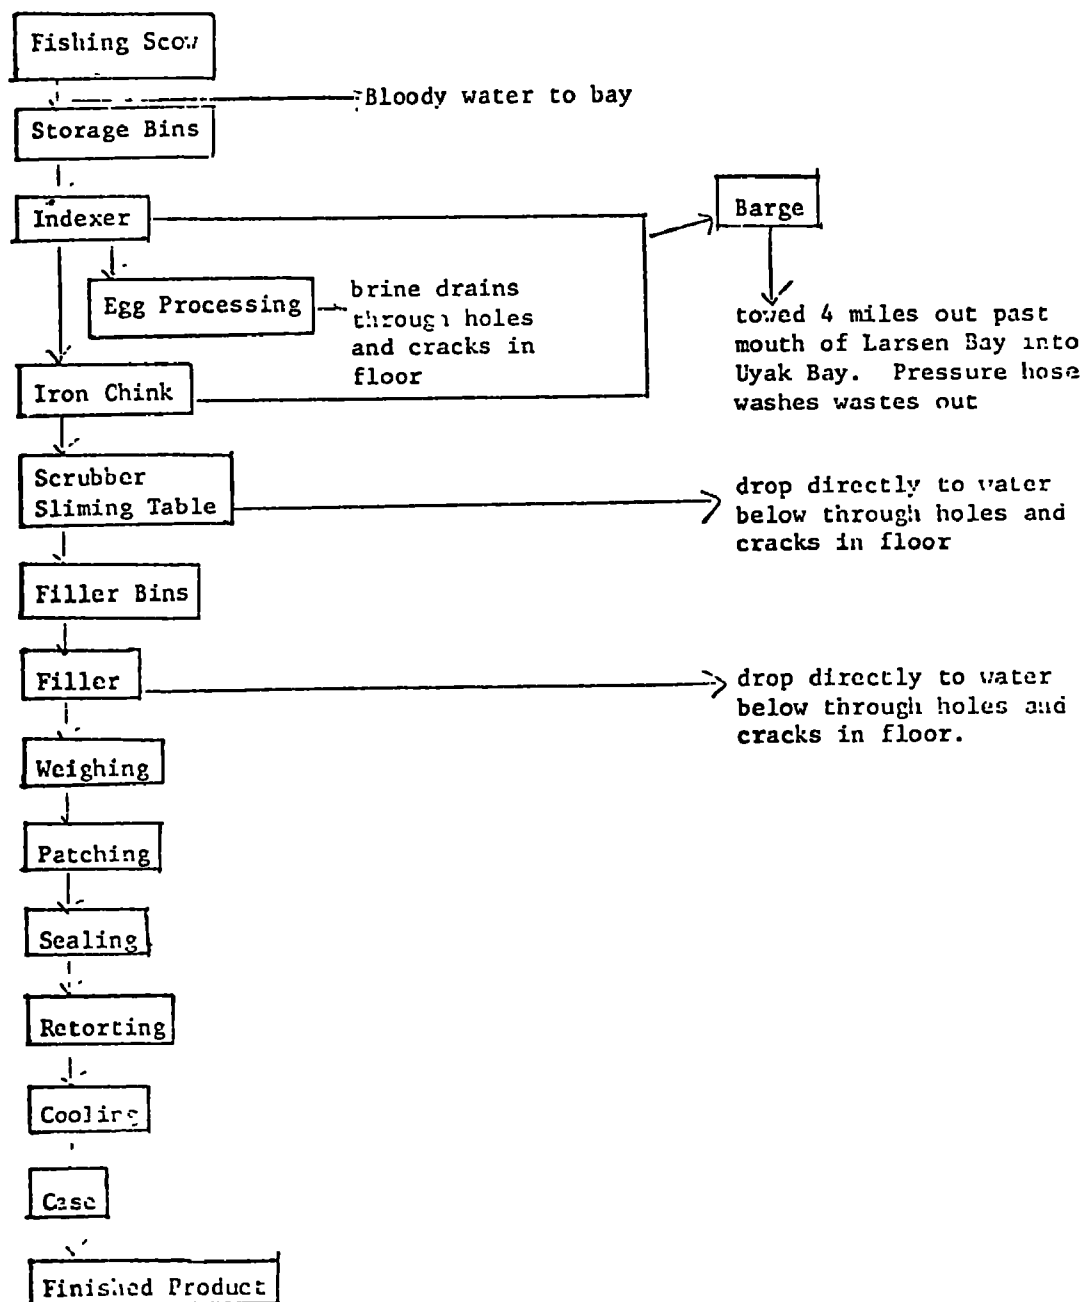 Fishing Scow
Bloody water to bay
Storage Bins
Indexer
Barge
Egg Processing
brine drains
through holes
and cracks in
floor
towed 4 miles out past
mouth of Larsen Bay into
Uyak Bay. Pressure hose
washes wastes out
Iron Chink
Scrubber
Sliming Table
drop directly to water
below through holes and
cracks in floor
Filler Bins
Filler
drop directly to water
below through holes and
cracks in floor.
Weighing
Patching
Sealing
Retorting
Cooling
Case
Finished Product